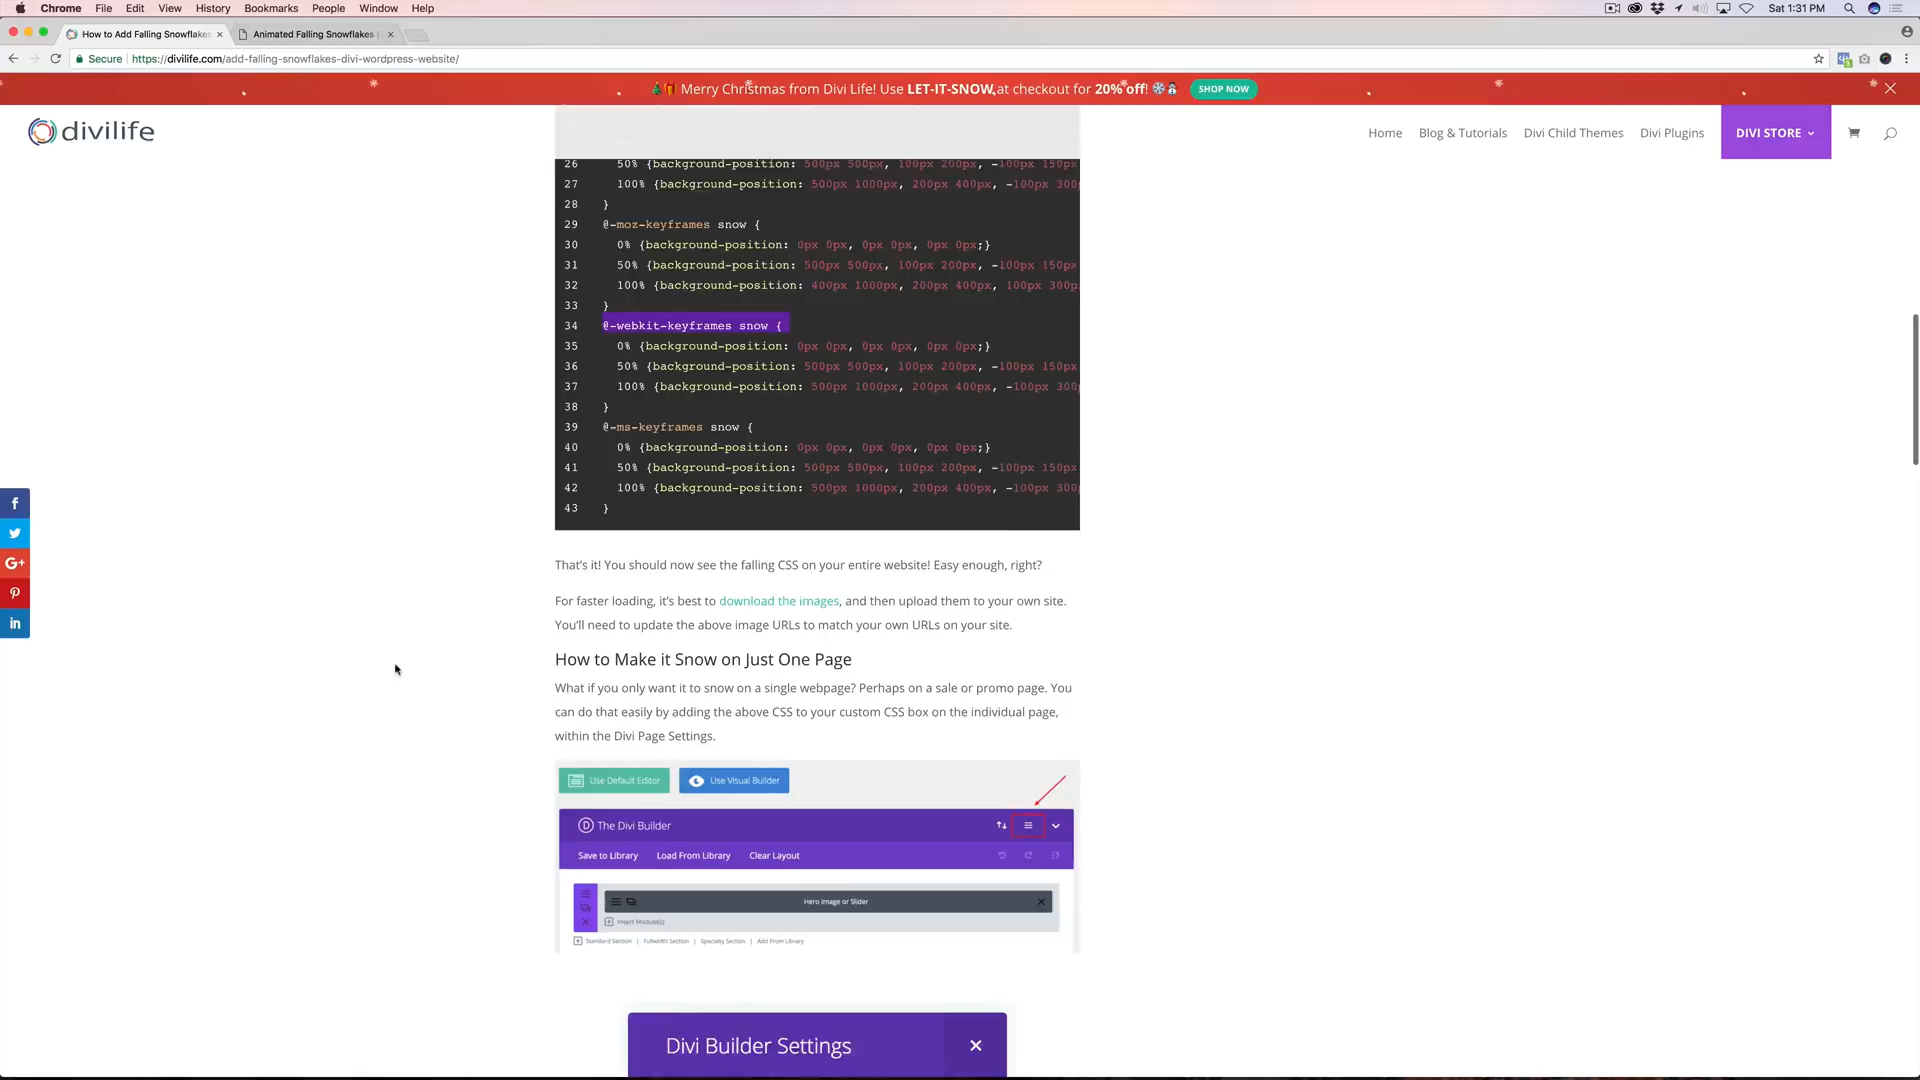 Chrome File Edit View History Bookmarks People Window Help
Sat 1:31 PM
How to Add Falling Snowflakes
Animated Falling Snowflakes
Secure https://divilife.com/add-falling-snowflakes-divi-wordpress-website/
Merry Christmas from Divi Life! Use LET-IT-SNOW at checkout for 20% off! SHOP NOW
divilife
Home Blog & Tutorials Divi Child Themes Divi Plugins DIVI STORE
26 50% {background-position: 500px 500px, 100px 200px, -100px 150px
27 100% {background-position: 500px 1000px, 200px 400px, -100px 300p
28 }
29 @-moz-keyframes snow {
30 0% {background-position: 0px 0px, 0px 0px, 0px 0px;}
31 50% {background-position: 500px 500px, 100px 200px, -100px 150px
32 100% {background-position: 400px 1000px, 200px 400px, 100px 300px
33 }
34 @-webkit-keyframes snow {
35 0% {background-position: 0px 0px, 0px 0px, 0px 0px;}
36 50% {background-position: 500px 500px, 100px 200px, -100px 150px
37 100% {background-position: 500px 1000px, 200px 400px, -100px 300p
38 }
39 @-ms-keyframes snow {
40 0% {background-position: 0px 0px, 0px 0px, 0px 0px;}
41 50% {background-position: 500px 500px, 100px 200px, -100px 150px
42 100% {background-position: 500px 1000px, 200px 400px, -100px 300p
43 }
f
G+
in
That's it! You should now see the falling CSS on your entire website! Easy enough, right?
For faster loading, it's best to download the images, and then upload them to your own site.
You'll need to update the above image URLs to match your own URLs on your site.
How to Make it Snow on Just One Page
What if you only want it to snow on a single webpage? Perhaps on a sale or promo page. You
can do that easily by adding the above CSS to your custom CSS box on the individual page,
within the Divi Page Settings.
Use Default Editor Use Visual Builder
D The Divi Builder
Save to Library Load From Library Clear Layout
Hero Image or Slider
Insert Module(s)
Standard Section | Fullwidth Section | Specialty Section | Add From Library
Divi Builder Settings